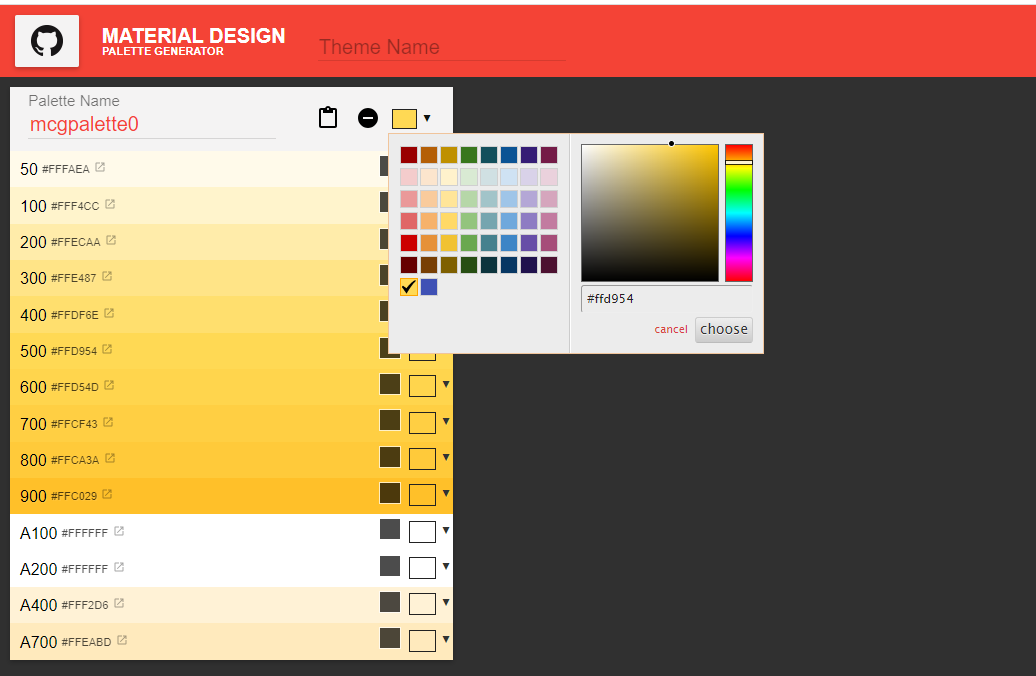 MATERIAL DESIGN
PALETTE GENERATOR
Theme Name
Palette Name
mcgpalette0
50 #FFFAEA
100 #FFF4CC
200 #FFECAA
300 #FFE487
400 #FFDF6E
500 #FFD954
600 #FFD54D
700 #FFCF43
800 #FFCA3A
900 #FFC029
A100 #FFFFFF
A200 #FFFFFF
A400 #FFF2D6
A700 #FFEABD
#ffd954
cancel choose